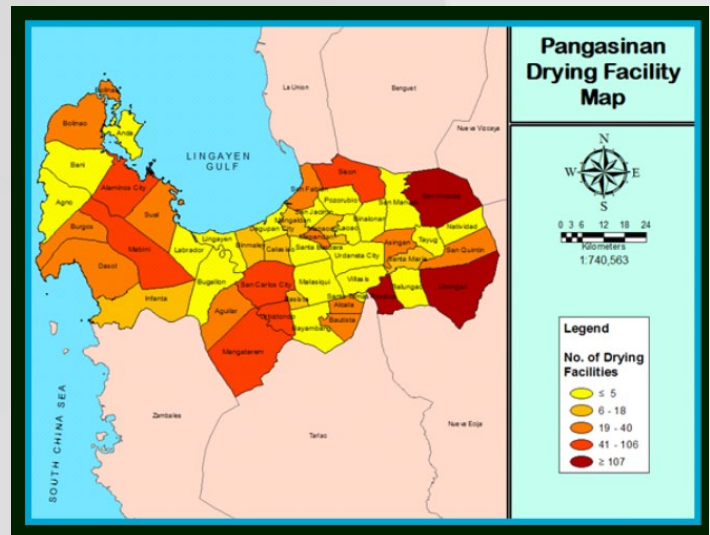 Pangasinan
Drying Facility
Map
La Union
Benguet
Nueva Vizcaya
Bolinao
Bolinao
Anda
LINGAYEN
GULF
Bani
Alaminos City
Agno
Sual
Burgos
Mabini
Dasol
Infanta
Labrador
Lingayen
Bugallon
Binmaley
Dagupan City
Calasiao
San Fabian
Sison
Pozorrubio
San Jacinto
Mangaldan
Manaoag
Laoac
Binalonan
San Manuel
San Nicolas
Natividad
Mapandan
Santa Barbara
Urdaneta City
Asingan
Tayug
San Quintin
Santa Maria
San Carlos City
Malasiqui
Villasis
Balungao
Umingan
Aguilar
Basista
Urbiztondo
Bayambang
Alcala
Bautista
Mangatarem
Zambales
Tarlac
Nueva Ecija
SOUTH CHINA SEA
N
W
E
S
0 3 6 12 18 24
Kilometers
1:740,563
Legend
No. of Drying
Facilities
≤ 5
6 - 18
19 - 40
41 - 106
≥ 107